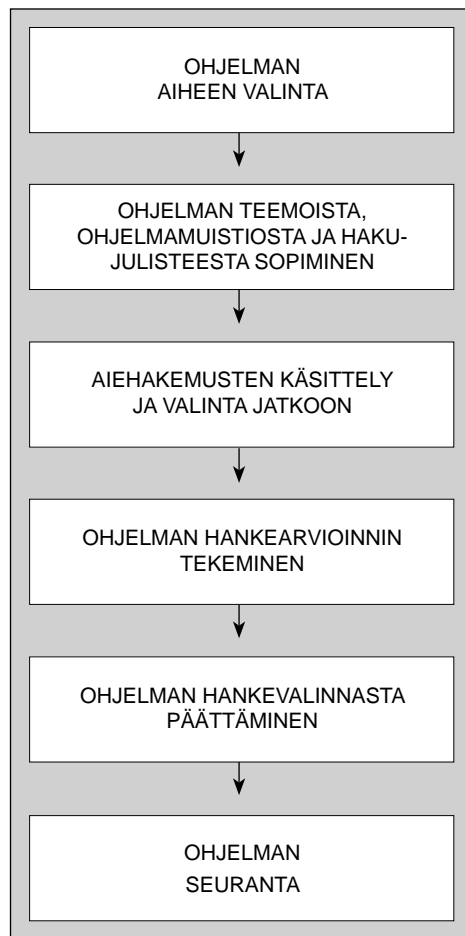 OHJELMAN
AIHEEN VALINTA
OHJELMAN TEEMOISTA,
OHJELMAMUISTIOSTA JA HAKU-
JULISTEESTA SOPIMINEN
AIEHAKEMUSTEN KÄSITTELY
JA VALINTA JATKOON
OHJELMAN HANKEARVIOINNIN
TEKEMINEN
OHJELMAN HANKEVALINNASTA
PÄÄTTÄMINEN
OHJELMAN
SEURANTA